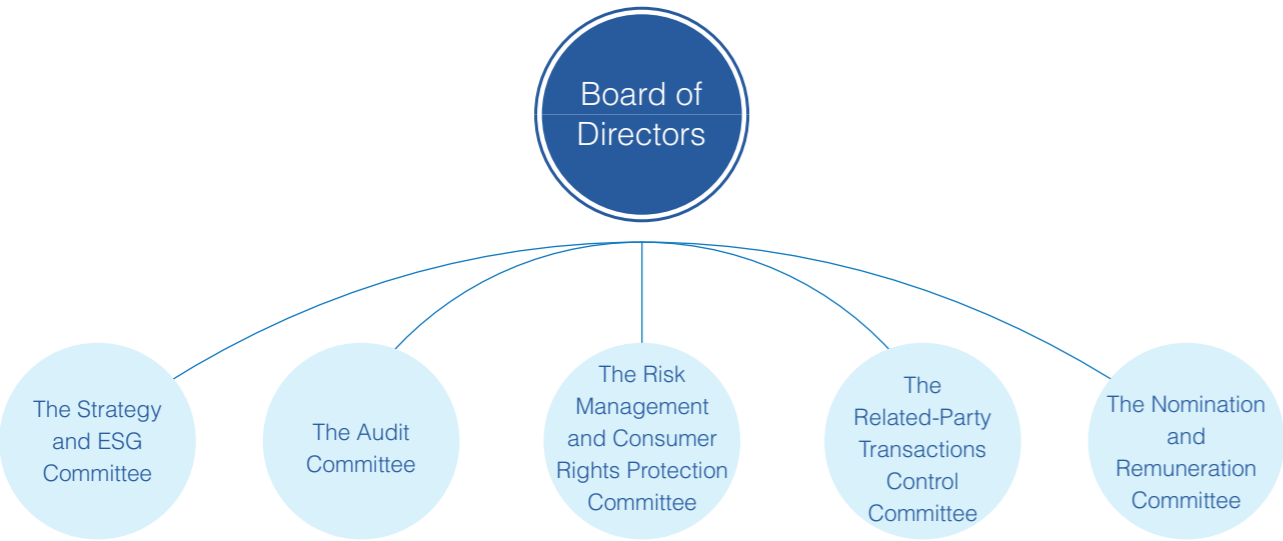 Board of
Directors
The Strategy
and ESG
Committee
The Audit
Committee
The Risk
Management
and Consumer
Rights Protection
Committee
The
Related-Party
Transactions
Control
Committee
The Nomination
and
Remuneration
Committee